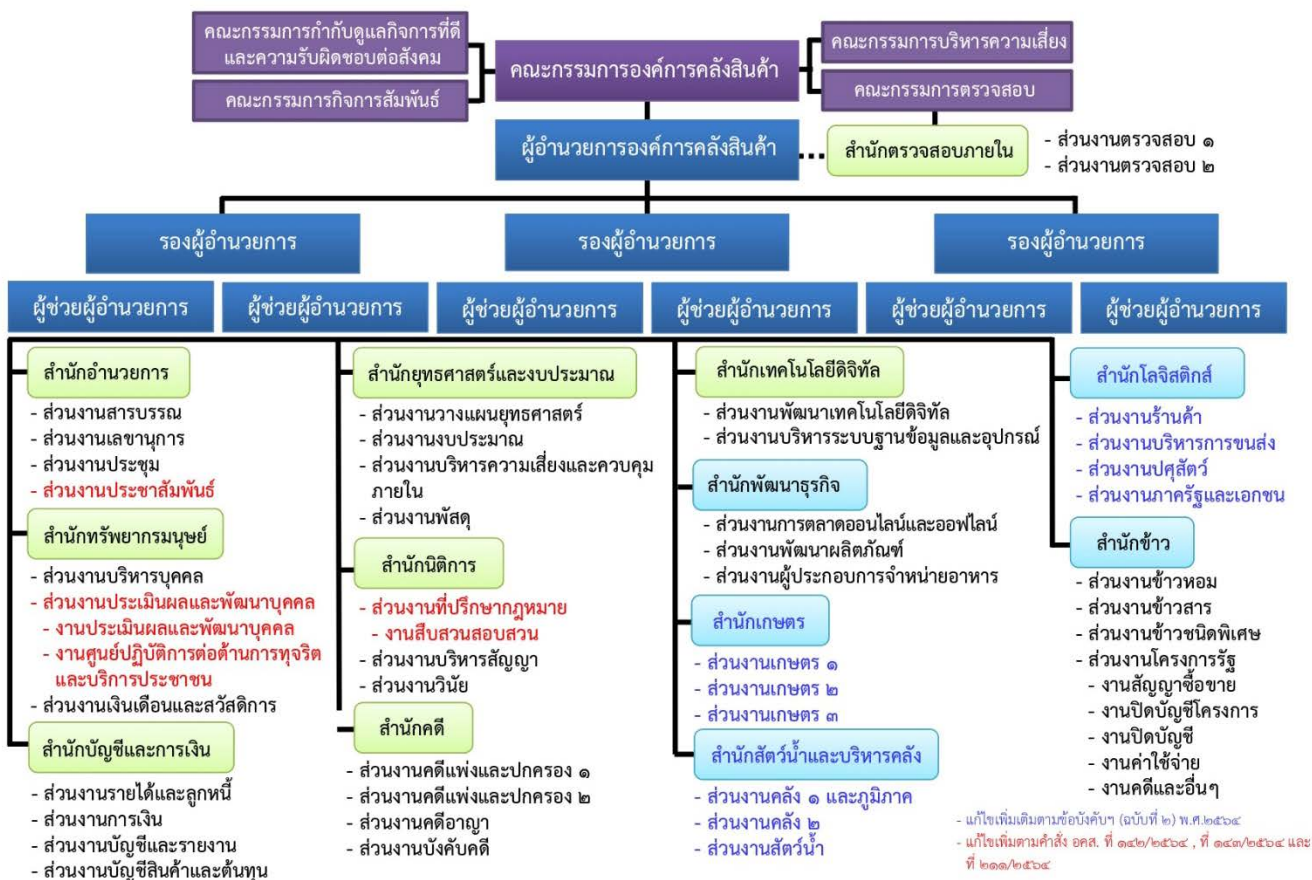 คณะกรรมการกำกับดูแลกิจการที่ดี
และความรับผิดชอบต่อสังคม
คณะกรรมการกิจการสัมพันธ์
คณะกรรมการองค์การคลังสินค้า
คณะกรรมการบริหารความเสี่ยง
คณะกรรมการตรวจสอบ
ผู้อำนวยการองค์การคลังสินค้า
สำนักตรวจสอบภายใน
- ส่วนงานตรวจสอบ ๑
- ส่วนงานตรวจสอบ ๒
รองผู้อำนวยการ
รองผู้อำนวยการ
รองผู้อำนวยการ
ผู้ช่วยผู้อำนวยการ
ผู้ช่วยผู้อำนวยการ
ผู้ช่วยผู้อำนวยการ
ผู้ช่วยผู้อำนวยการ
ผู้ช่วยผู้อำนวยการ
ผู้ช่วยผู้อำนวยการ
สำนักอำนวยการ
- ส่วนงานสารบรรณ
- ส่วนงานเลขานุการ
- ส่วนงานประชุม
- ส่วนงานประชาสัมพันธ์
สำนักทรัพยากรมนุษย์
- ส่วนงานบริหารบุคคล
- ส่วนงานประเมินผลและพัฒนาบุคคล
- งานประเมินผลและพัฒนาบุคคล
- งานศูนย์ปฏิบัติการต่อต้านการทุจริต
และบริการประชาชน
- ส่วนงานเงินเดือนและสวัสดิการ
สำนักบัญชีและการเงิน
- ส่วนงานรายได้และลูกหนี้
- ส่วนงานการเงิน
- ส่วนงานบัญชีและรายงาน
- ส่วนงานบัญชีสินค้าและต้นทุน
สำนักยุทธศาสตร์และงบประมาณ
- ส่วนงานวางแผนยุทธศาสตร์
- ส่วนงานงบประมาณ
- ส่วนงานบริหารความเสี่ยงและควบคุม
ภายใน
- ส่วนงานพัสดุ
สำนักนิติการ
- ส่วนงานที่ปรึกษากฎหมาย
- งานสืบสวนสอบสวน
- ส่วนงานบริหารสัญญา
- ส่วนงานวินัย
สำนักคดี
- ส่วนงานคดีแพ่งและปกครอง ๑
- ส่วนงานคดีแพ่งและปกครอง ๒
- ส่วนงานคดีอาญา
- ส่วนงานบังคับคดี
สำนักเทคโนโลยีดิจิทัล
- ส่วนงานพัฒนาเทคโนโลยีดิจิทัล
- ส่วนงานบริหารระบบฐานข้อมูลและอุปกรณ์
สำนักพัฒนาธุรกิจ
- ส่วนงานการตลาดออนไลน์และออฟไลน์
- ส่วนงานพัฒนาผลิตภัณฑ์
- ส่วนงานผู้ประกอบการจำหน่ายอาหาร
สำนักเกษตร
- ส่วนงานเกษตร ๑
- ส่วนงานเกษตร ๒
- ส่วนงานเกษตร ๓
สำนักสัตว์น้ำและบริหารคลัง
- ส่วนงานคลัง ๑ และภูมิภาค
- ส่วนงานคลัง ๒
- ส่วนงานสัตว์น้ำ
สำนักโลจิสติกส์
- ส่วนงานร้านค้า
- ส่วนงานบริหารการขนส่ง
- ส่วนงานปศุสัตว์
- ส่วนงานภาครัฐและเอกชน
สำนักข้าว
- ส่วนงานข้าวหอม
- ส่วนงานข้าวสาร
- ส่วนงานข้าวชนิดพิเศษ
- ส่วนงานโครงการรัฐ
- งานสัญญาซื้อขาย
- งานปิดบัญชีโครงการ
- งานปิดบัญชี
- งานค่าใช้จ่าย
- งานคดีและอื่นๆ
- แก้ไขเพิ่มเติมตามข้อบังคับฯ (ฉบับที่ ๒) พ.ศ.๒๕๖๔
- แก้ไขเพิ่มตามคำสั่ง อคส. ที่ ๑๔๒/๒๕๖๔ , ที่ ๑๔๓/๒๕๖๔ และ
ที่ ๒๑๑/๒๕๖๔